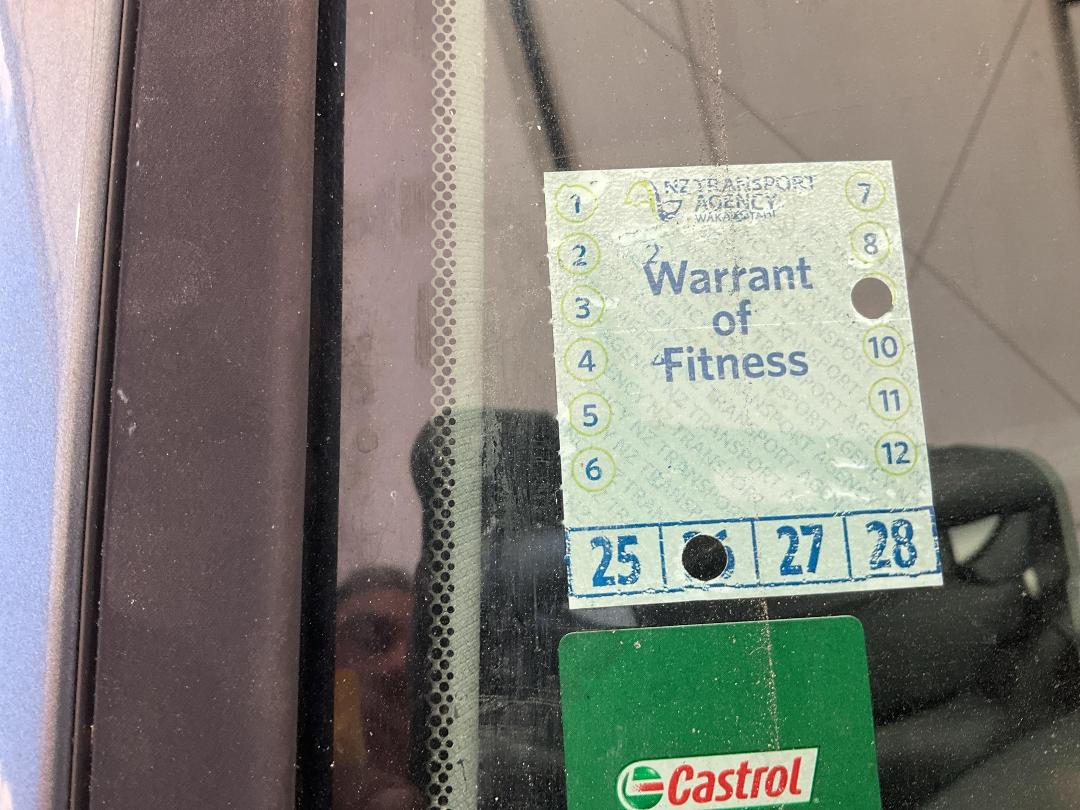 NZ TRANSPORT
AGENCY
WAKA KOTAHI
Warrant
of
Fitness
1
2
3
4
5
6
7
8
10
11
12
25
27
28
Castrol